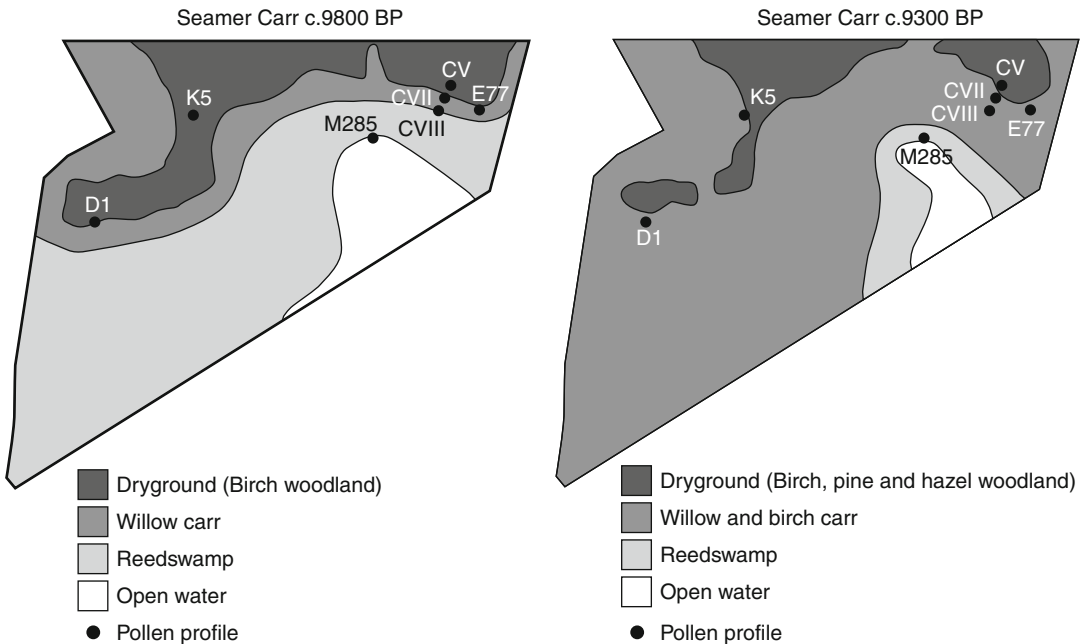 Seamer Carr c.9800 BP
CV
K5
CVII
E77
M285
CVIII
D1
Dryground (Birch woodland)
Willow carr
Reedswamp
Open water
Pollen profile
Seamer Carr c.9300 BP
CV
K5
CVII
CVIII
E77
M285
D1
Dryground (Birch, pine and hazel woodland)
Willow and birch carr
Reedswamp
Open water
Pollen profile